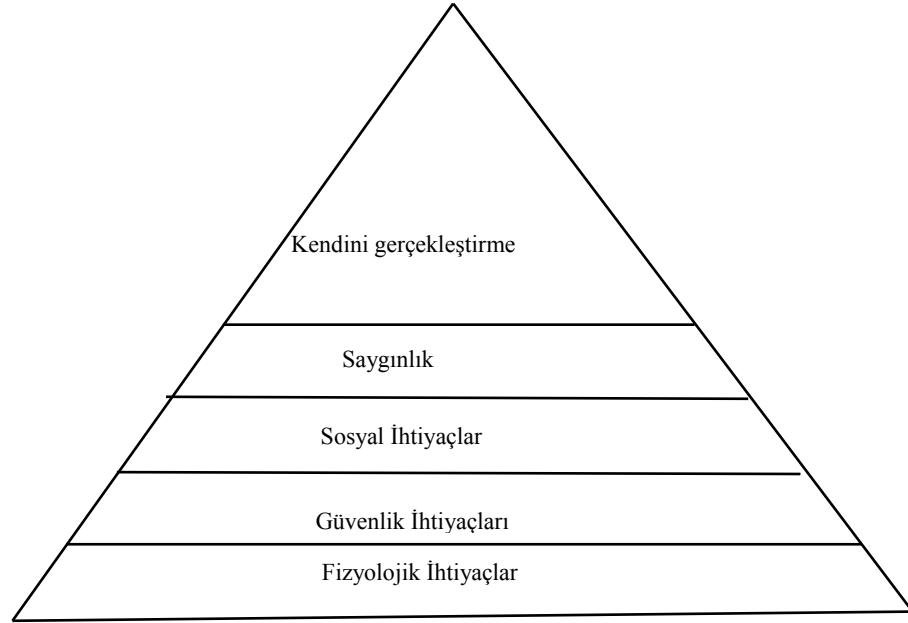 Kendini gerçekleştirme
Saygınlık
Sosyal İhtiyaçlar
Güvenlik İhtiyaçları
Fizyolojik İhtiyaçlar